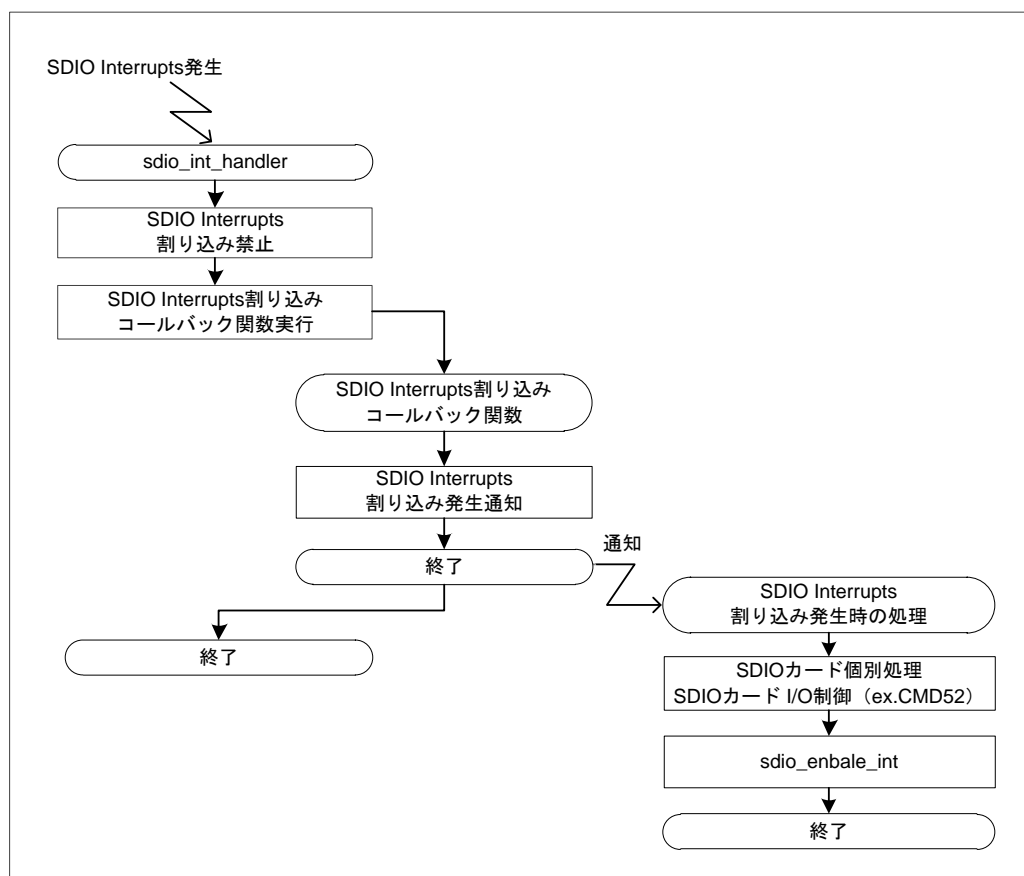 SDIO Interrupts発生
sdio_int_handler
SDIO Interrupts
割り込み禁止
SDIO Interrupts割り込み
コールバック関数実行
SDIO Interrupts割り込み
コールバック関数
SDIO Interrupts
割り込み発生通知
終了
通知
終了
SDIO Interrupts
割り込み発生時の処理
SDIOカード個別処理
SDIOカード I/O制御（ex.CMD52）
sdio_enbale_int
終了